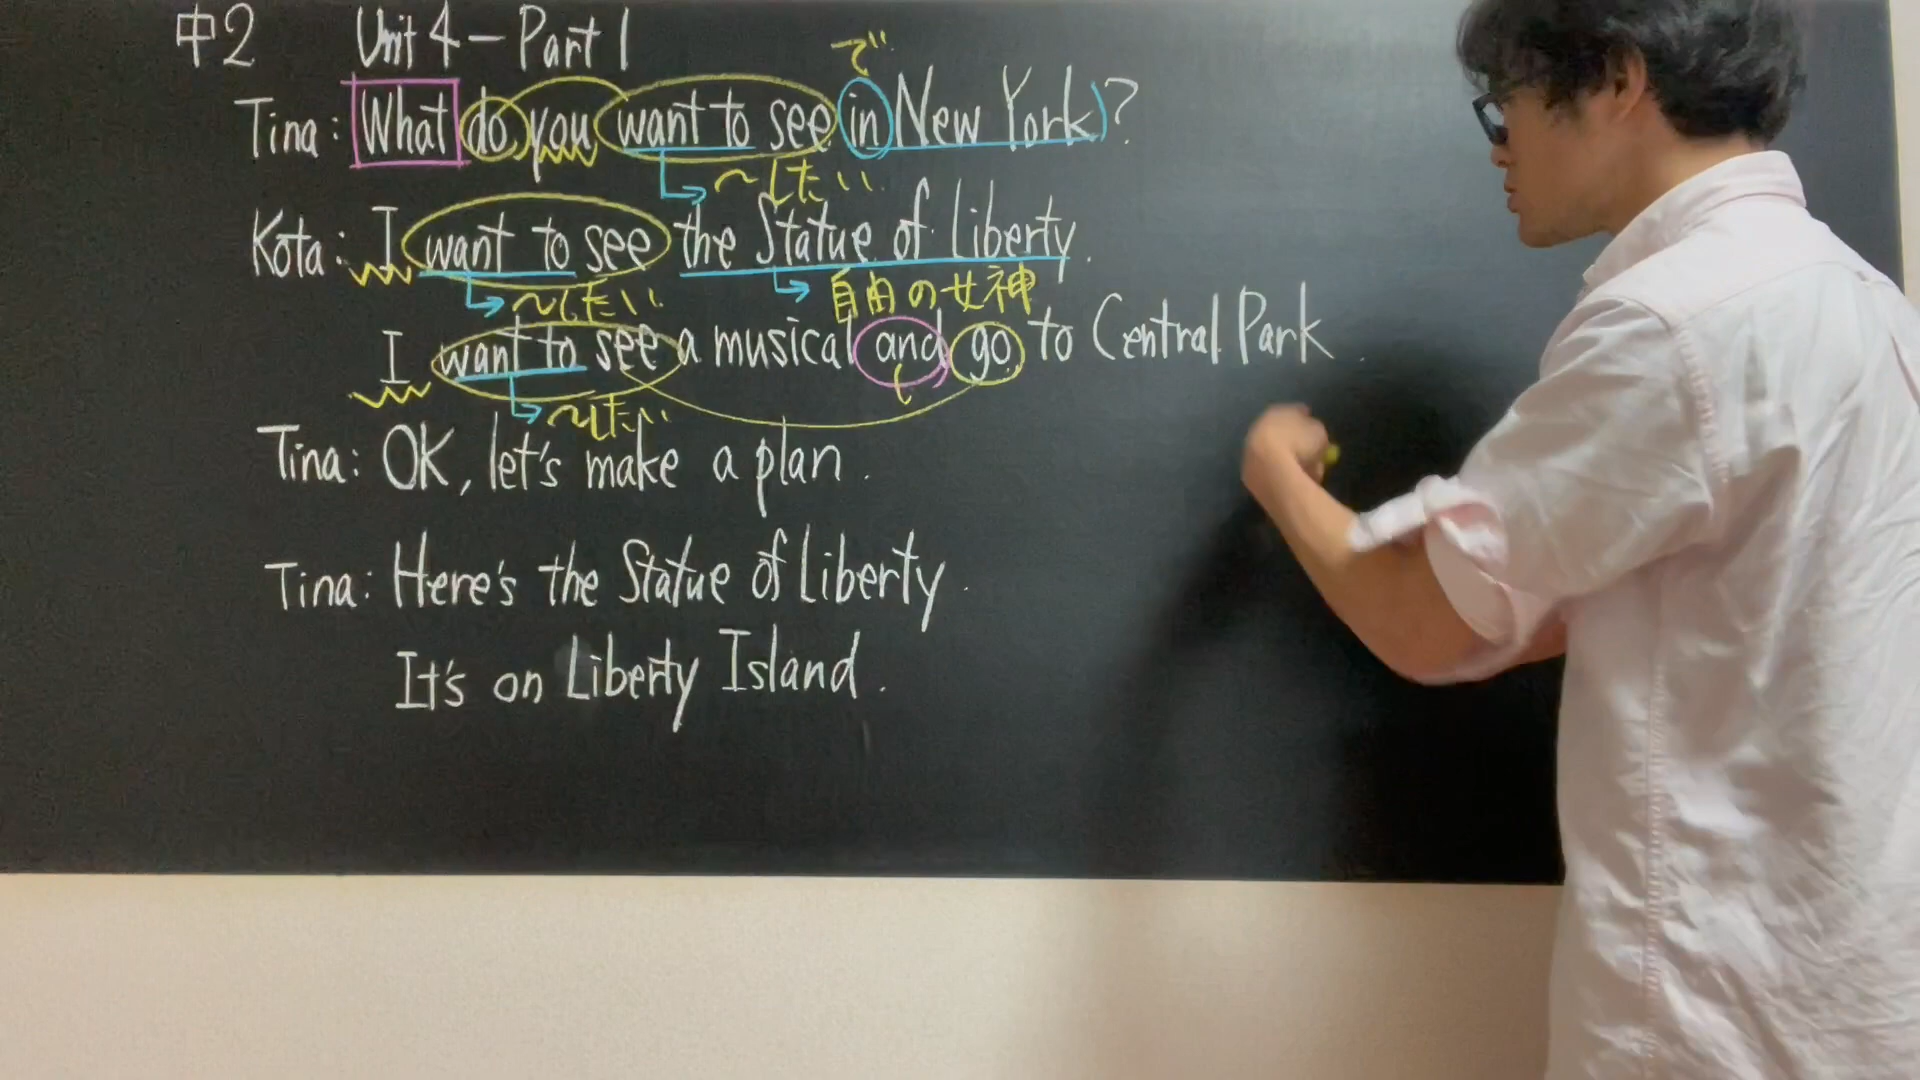 中2 Unit 4 - Part 1
で
Tina: What do you want to see in New York)?
～したい
Kota: I want to see the Statue of Liberty.
～したい 自由の女神
I want to see a musical and go to Central Park.
～したい
Tina: OK, let's make a plan.
Tina: Here's the Statue of Liberty.
It's on Liberty Island.